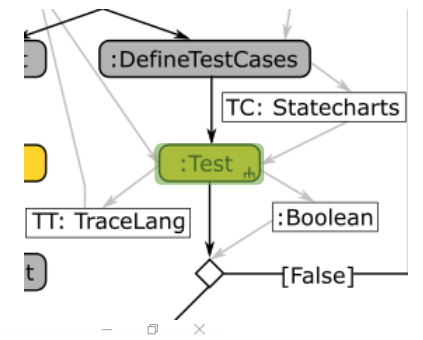 t
:DefineTestCases
TC: Statecharts
:Test
TT: TraceLang
:Boolean
t
[False]